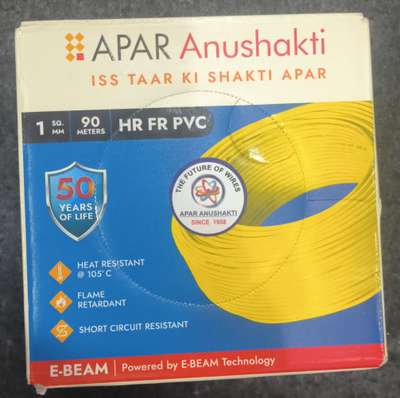 APAR Anushakti
ISS TAAR KI SHAKTI APAR
1 SQ. MM 90 METERS HR FR PVC
50
YEARS
OF LIFE
THE FUTURE OF WIRES
APAR ANUSHAKTI
SINCE 1958
HEAT RESISTANT
@ 105°C
FLAME
RETARDANT
SHORT CIRCUIT RESISTANT
E-BEAM Powered by E-BEAM Technology